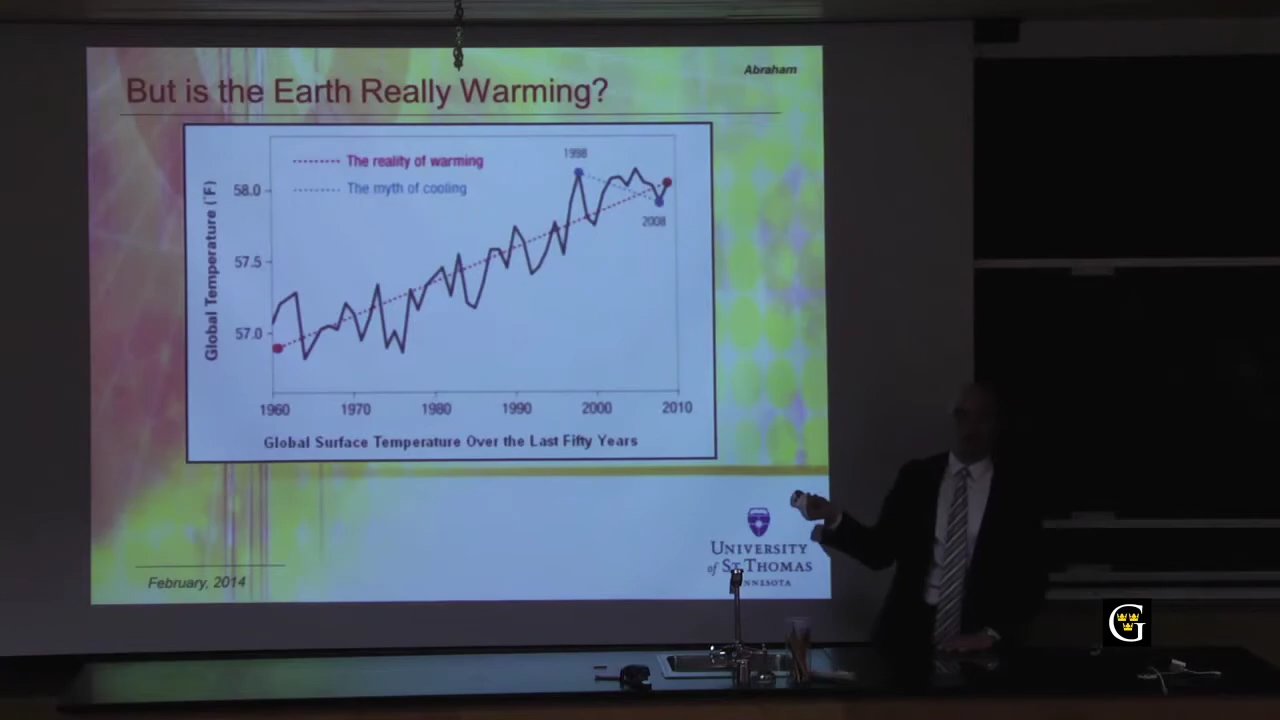 Abraham
But is the Earth Really Warming?
The reality of warming
The myth of cooling
1998
2008
Global Temperature (°F)
58.0
57.5
57.0
1960 1970 1980 1990 2000 2010
Global Surface Temperature Over the Last Fifty Years
February, 2014
UNIVERSITY
of ST. THOMAS
G